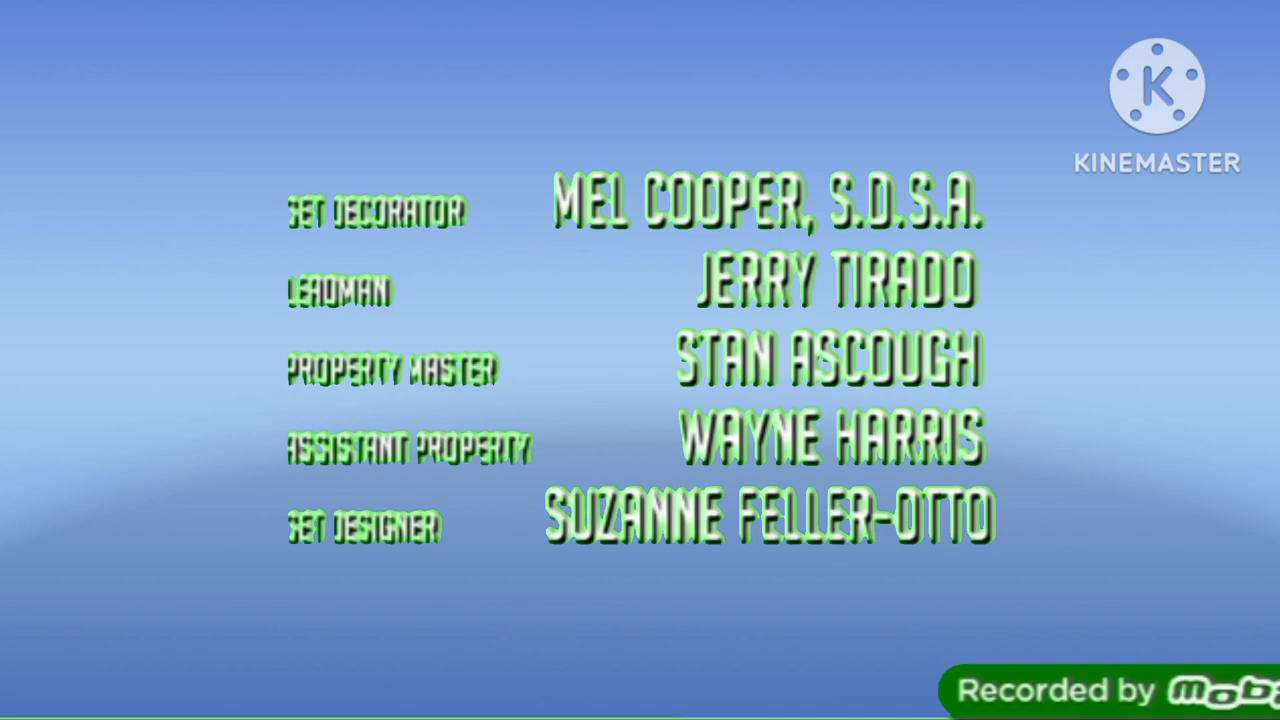 K
KINEMASTER
SET DECORATOR MEL COOPER, S.D.S.A.
LEADMAN JERRY TIRADO
PROPERTY MASTER STAN ASCOUGH
ASSISTANT PROPERTY WAYNE HARRIS
SET DESIGNER SUZANNE FELLER-OTTO
Recorded by